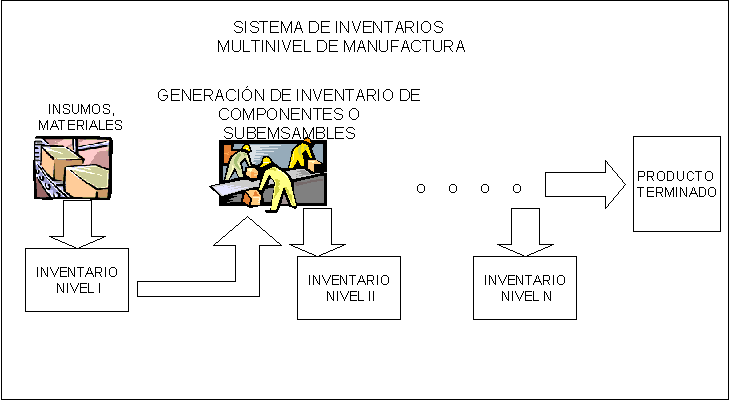 SISTEMA DE INVENTARIOS
MULTINIVEL DE MANUFACTURA
GENERACIÓN DE INVENTARIO DE
COMPONENTES O
SUBEMSAMBLES
INSUMOS,
MATERIALES
PRODUCTO
TERMINADO
INVENTARIO
NIVEL I
INVENTARIO
NIVEL II
INVENTARIO
NIVEL N